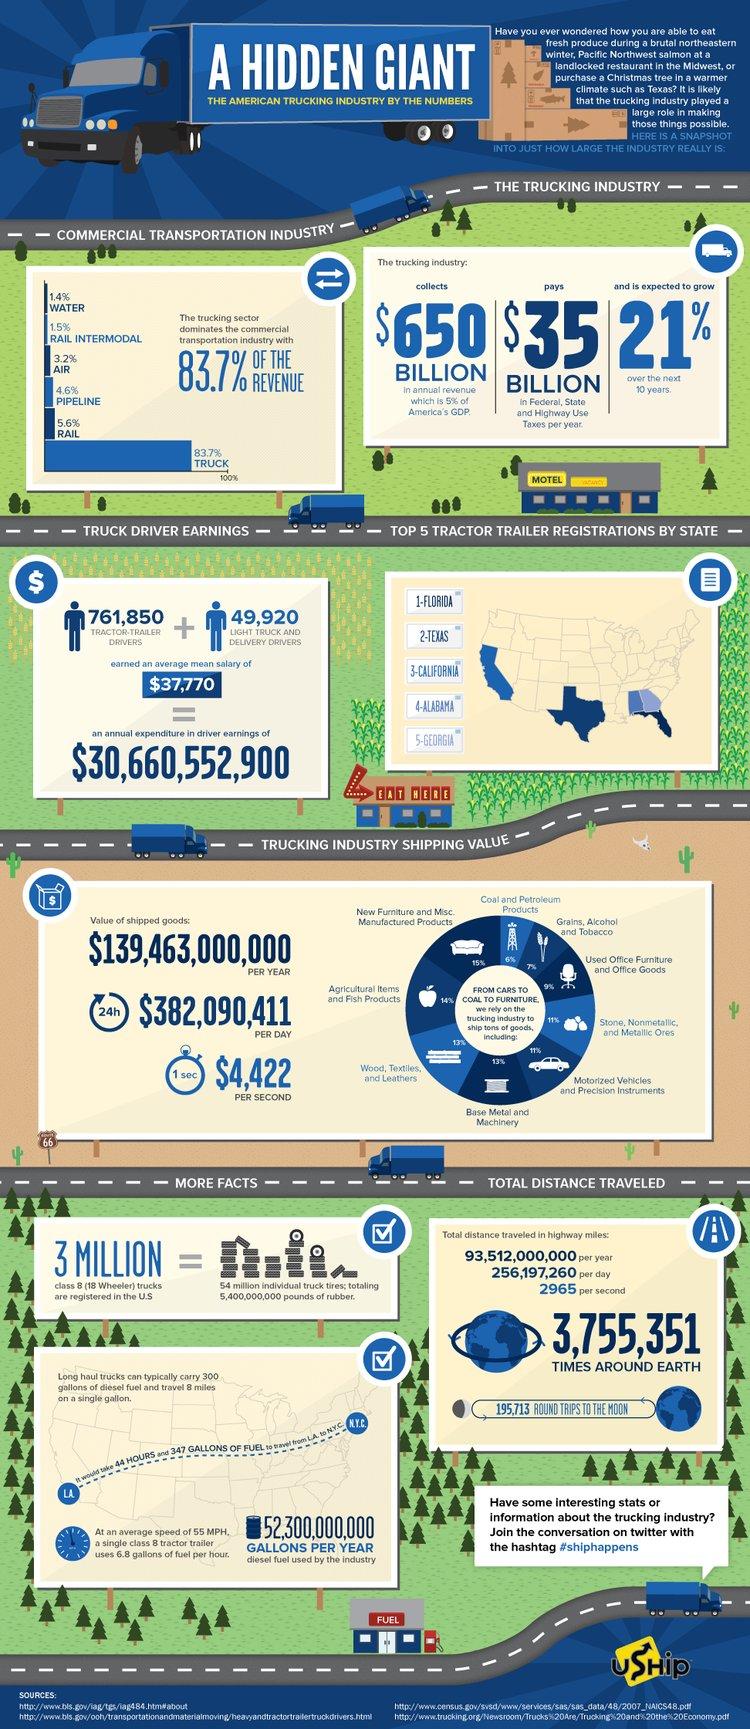 A HIDDEN GIANT
THE AMERICAN TRUCKING INDUSTRY BY THE NUMBERS
Have you ever wondered how you are able to eat
fresh produce during a brutal northeastern
winter, Pacific Northwest salmon at a
landlocked restaurant in the Midwest, or
purchase a Christmas tree in a warmer
climate such as Texas? It is likely
that the trucking industry played a
large role in making
those things possible.
HERE IS A SNAPSHOT
INTO JUST HOW LARGE THE INDUSTRY REALLY IS:
THE TRUCKING INDUSTRY
COMMERCIAL TRANSPORTATION INDUSTRY
1.4%
WATER
1.5%
RAIL INTERMODAL
3.2%
AIR
4.6%
PIPELINE
5.6%
RAIL
83.7%
TRUCK
100%
The trucking sector
dominates the commercial
transportation industry with
83.7% OF THE
REVENUE
The trucking industry:
collects
$650
BILLION
in annual revenue
which is 5% of
America's GDP.
pays
$35
BILLION
in Federal, State
and Highway Use
Taxes per year.
and is expected to grow
21%
over the next
10 years.
MOTEL
VACANCY
TRUCK DRIVER EARNINGS
TOP 5 TRACTOR TRAILER REGISTRATIONS BY STATE
$
761,850
TRACTOR-TRAILER
DRIVERS
+
49,920
LIGHT TRUCK AND
DELIVERY DRIVERS
earned an average mean salary of
$37,770
=
an annual expenditure in driver earnings of
$30,660,552,900
1-FLORIDA
2-TEXAS
3-CALIFORNIA
4-ALABAMA
5-GEORGIA
EAT HERE
TRUCKING INDUSTRY SHIPPING VALUE
$
Value of shipped goods:
$139,463,000,000
PER YEAR
24h
$382,090,411
PER DAY
1 sec
$4,422
PER SECOND
Coal and Petroleum
Products
6%
Grains, Alcohol
and Tobacco
7%
Used Office Furniture
and Office Goods
9%
Stone, Nonmetallic,
and Metallic Ores
11%
Motorized Vehicles
and Precision Instruments
11%
Base Metal and
Machinery
13%
Wood, Textiles,
and Leathers
13%
Agricultural Items
and Fish Products
14%
New Furniture and Misc.
Manufactured Products
15%
FROM CARS TO
COAL TO FURNITURE,
we rely on the
trucking industry to
ship tons of goods,
including:
ROUTE
66
MORE FACTS
TOTAL DISTANCE TRAVELED
3 MILLION
class 8 (18 Wheeler) trucks
are registered in the U.S
=
54 million individual truck tires; totaling
5,400,000,000 pounds of rubber.
Total distance traveled in highway miles:
93,512,000,000 per year
256,197,260 per day
2965 per second
3,755,351
TIMES AROUND EARTH
195,713 ROUND TRIPS TO THE MOON
Long haul trucks can typically carry 300
gallons of diesel fuel and travel 8 miles
on a single gallon.
N.Y.C.
It would take 44 HOURS and 347 GALLONS OF FUEL to travel from L.A. to N.Y.C.
L.A.
At an average speed of 55 MPH,
a single class 8 tractor trailer
uses 6.8 gallons of fuel per hour.
52,300,000,000
GALLONS PER YEAR
diesel fuel used by the industry
Have some interesting stats or
information about the trucking industry?
Join the conversation on twitter with
the hashtag #shiphappens
FUEL
uShip
SOURCES:
http://www.bls.gov/iag/tgs/iag484.htm#about
http://www.bls.gov/ooh/transportationandmaterialmoving/heavyandtractortrailertruckdrivers.html
http://www.census.gov/svsd/www/services/sas/sas_data/48/2007_NAICS48.pdf
http://www.trucking.org/Newsroom/Trucks%20Are/Trucking%20and%20the%20Economy.pdf